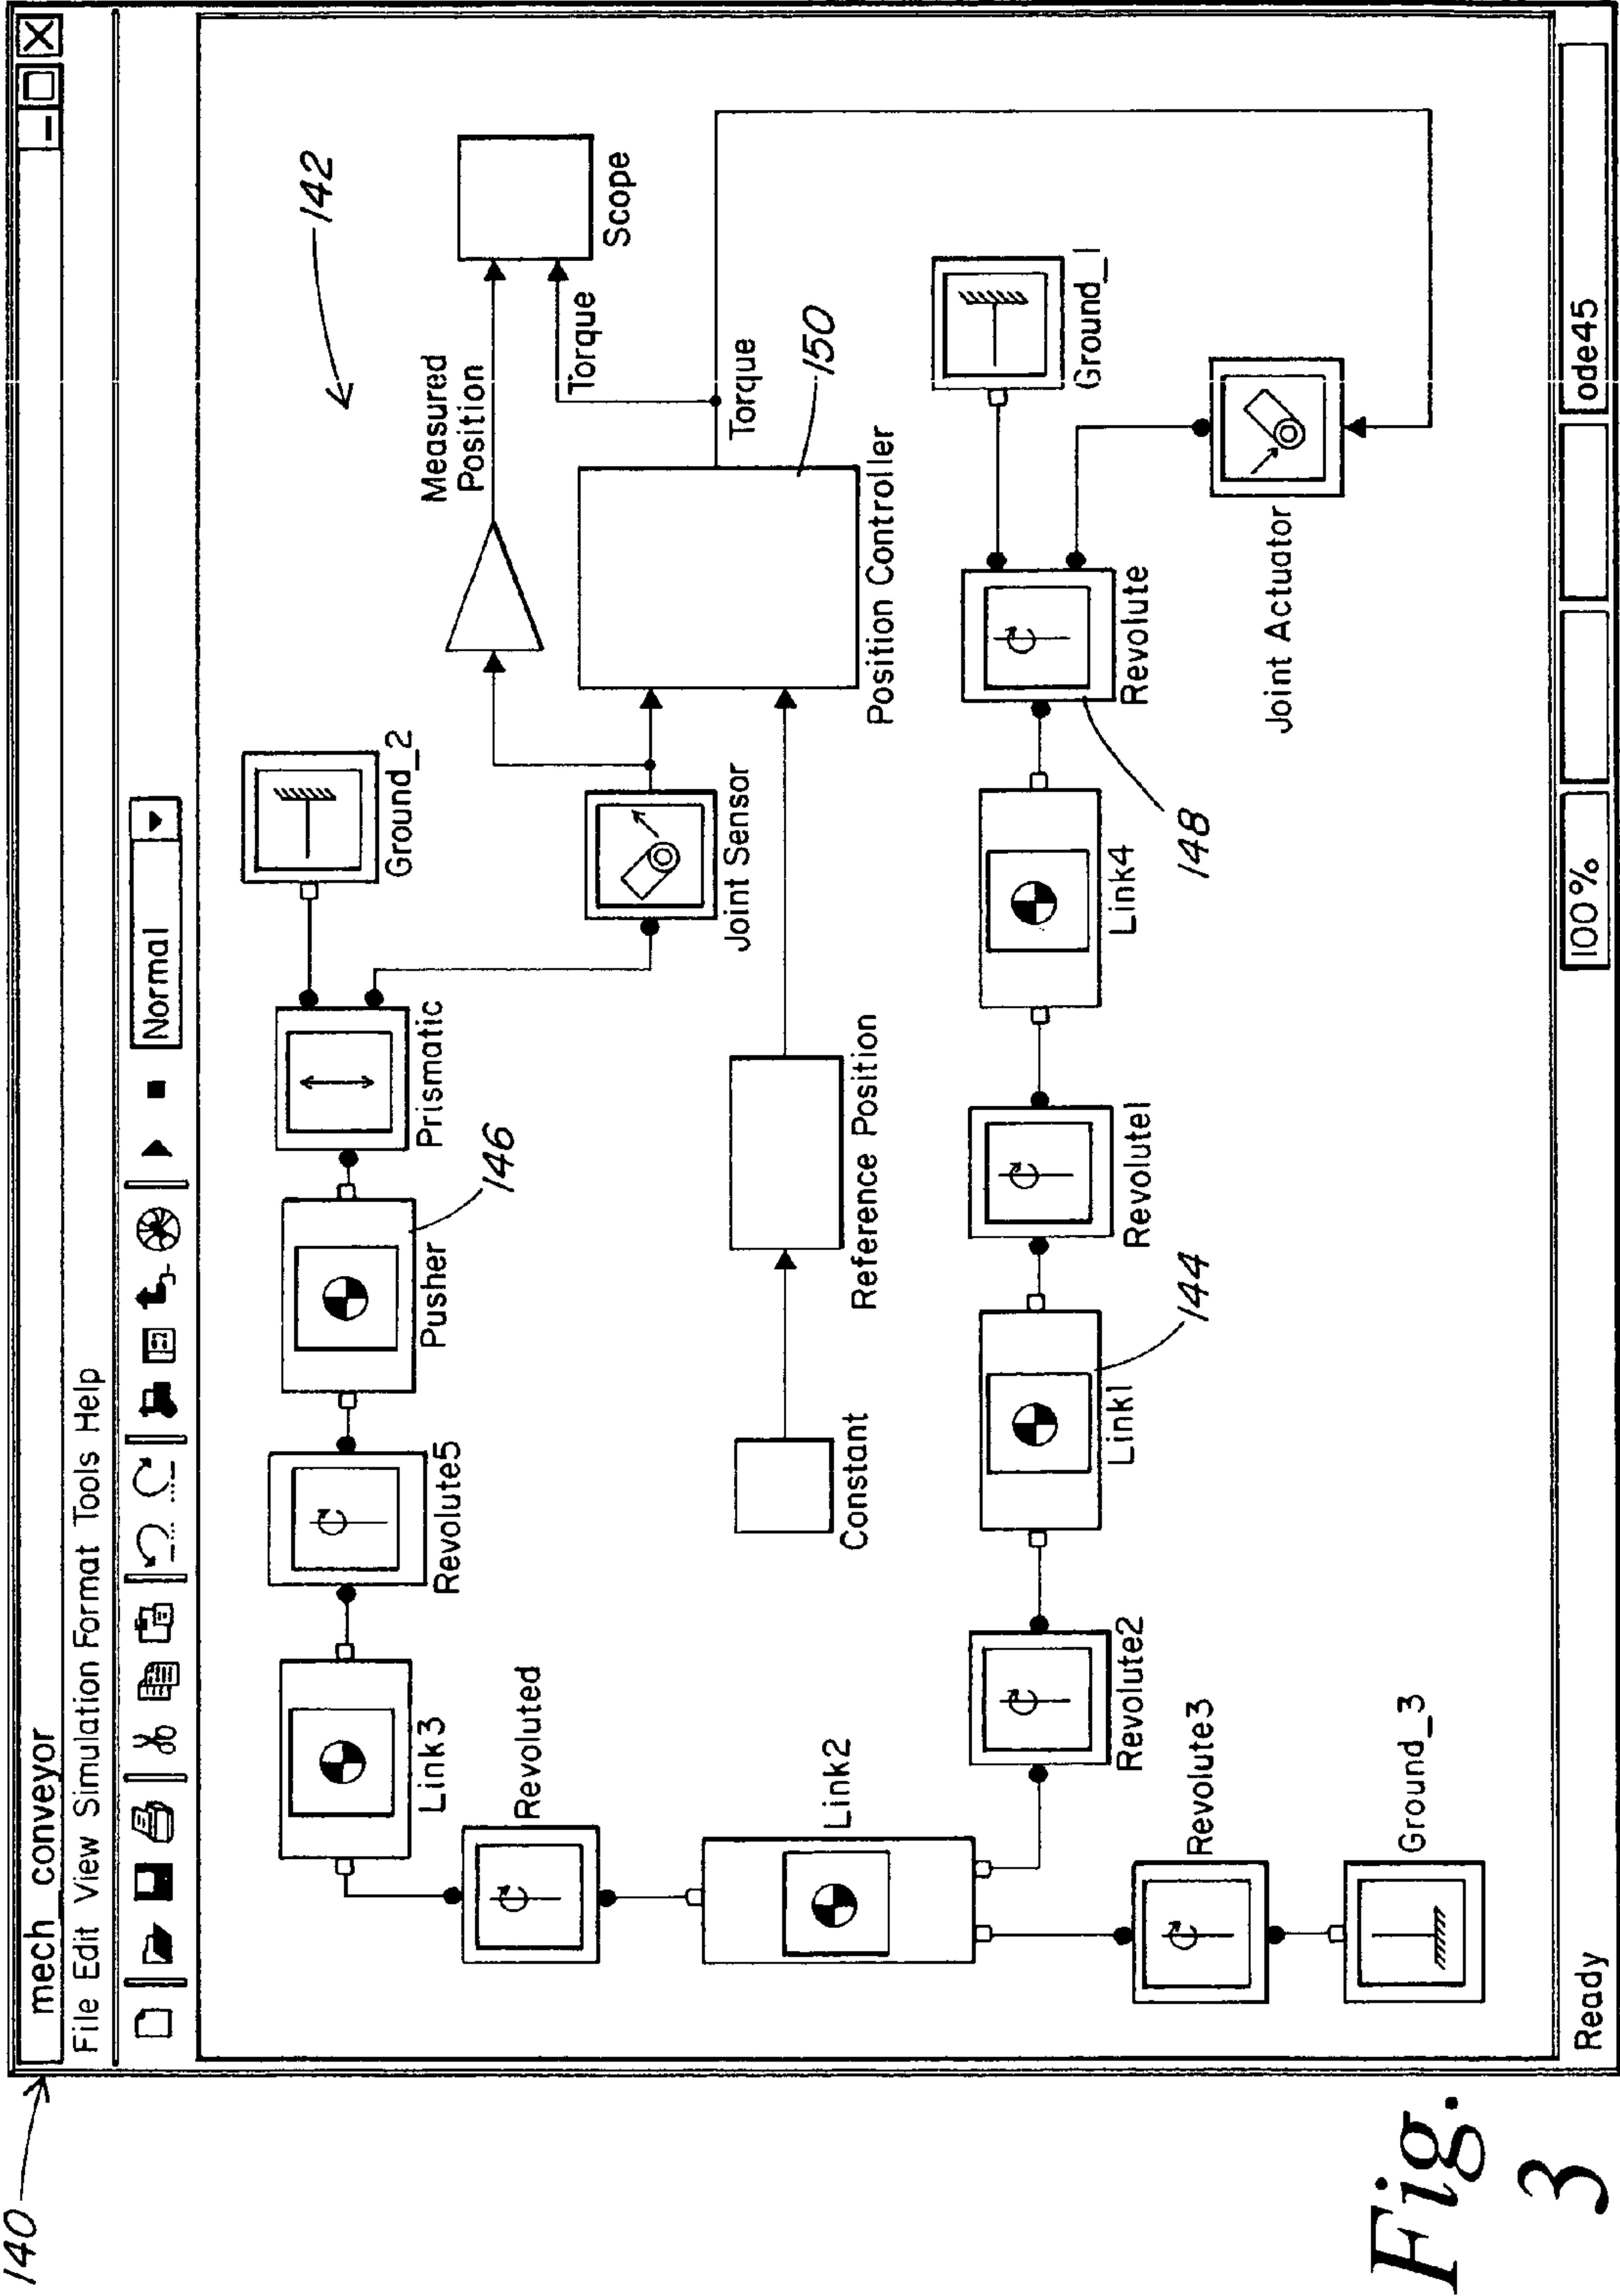 140
mech_conveyor
File Edit View Simulation Format Tools Help
Normal
142
Link3
Revolute5
Pusher
146
Prismatic
Ground_2
Revoluted
Joint Sensor
Measured
Position
Torque
Scope
Torque
150
Position Controller
Link2
Constant
Reference Position
Revolute2
Link1
144
Revolute1
Link4
148
Revolute
Ground_1
Revolute3
Joint Actuator
Ground_3
Ready
100%
ode45
Fig.
3